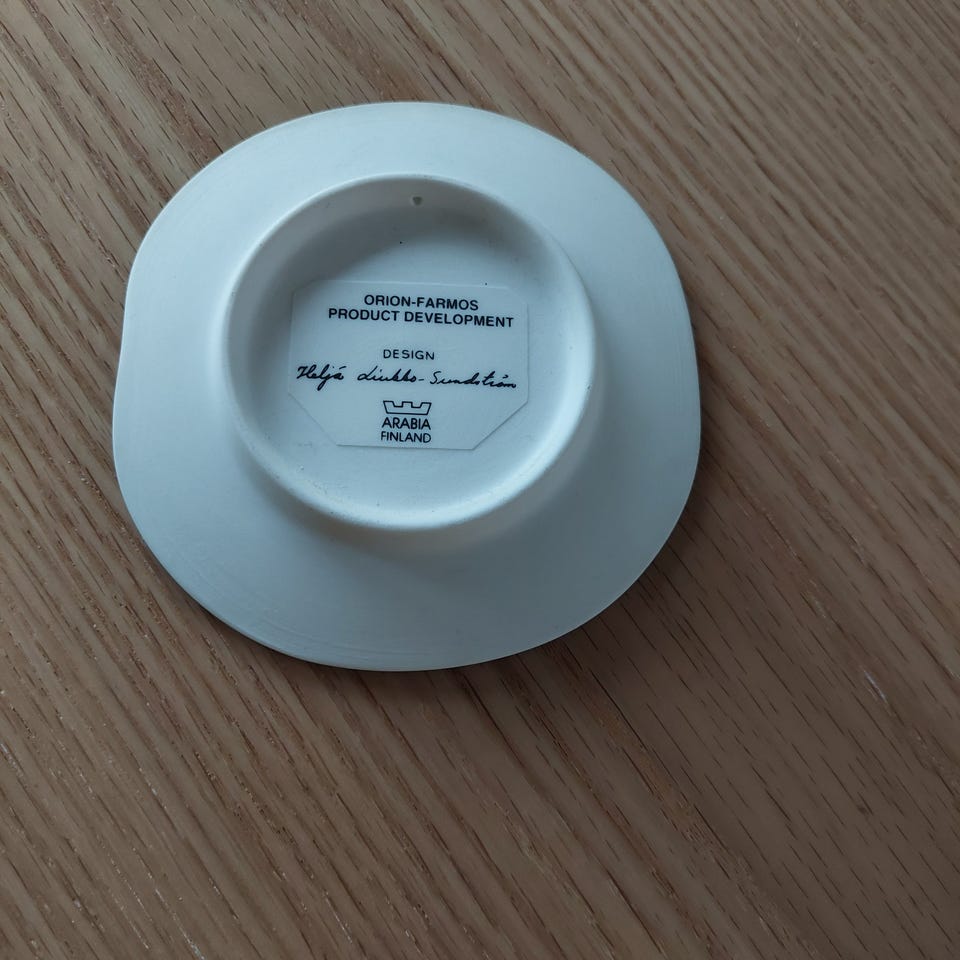 ORION-FARMOS
PRODUCT DEVELOPMENT
DESIGN
Heljä Liukko-Sundström
ARABIA
FINLAND